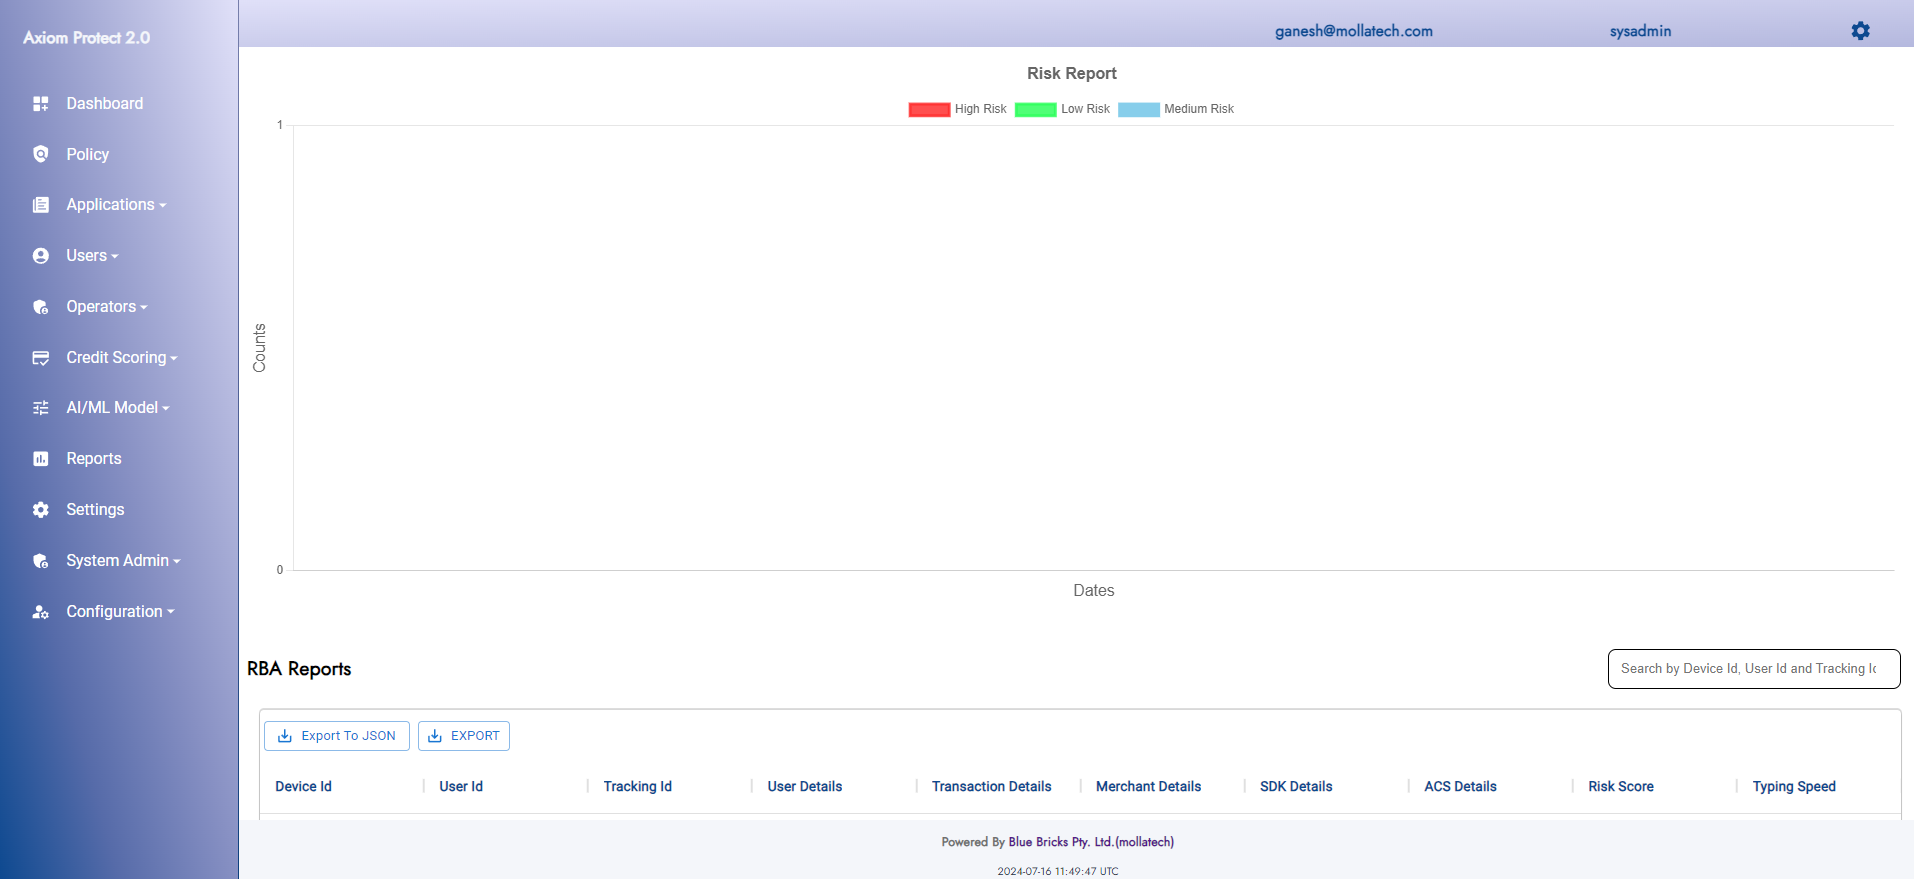 Axiom Protect 2.0
ganesh@mollatech.com
sysadmin
Dashboard
Policy
Applications
Users
Operators
Credit Scoring
AI/ML Model
Reports
Settings
System Admin
Configuration
Risk Report
High Risk Low Risk Medium Risk
1
Counts
0
Dates
RBA Reports
Search by Device Id, User Id and Tracking
Export To JSON EXPORT
Device Id User Id Tracking Id User Details Transaction Details Merchant Details SDK Details ACS Details Risk Score Typing Speed
Powered By Blue Bricks Pty. Ltd.(mollatech)
2024-07-16 11:49:47 UTC